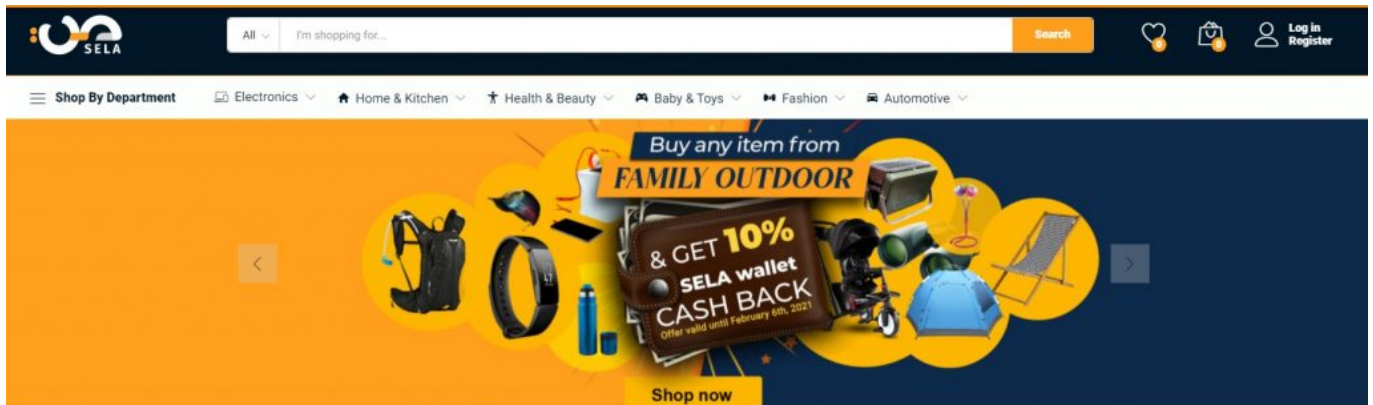 SELA
All
I'm shopping for...
Search
0
0
Log in
Register
Shop By Department
Electronics
Home & Kitchen
Health & Beauty
Baby & Toys
Fashion
Automotive
Buy any item from
FAMILY OUTDOOR
& GET 10%
SELA wallet
CASH BACK
Offer valid until February 6th, 2021
Shop now